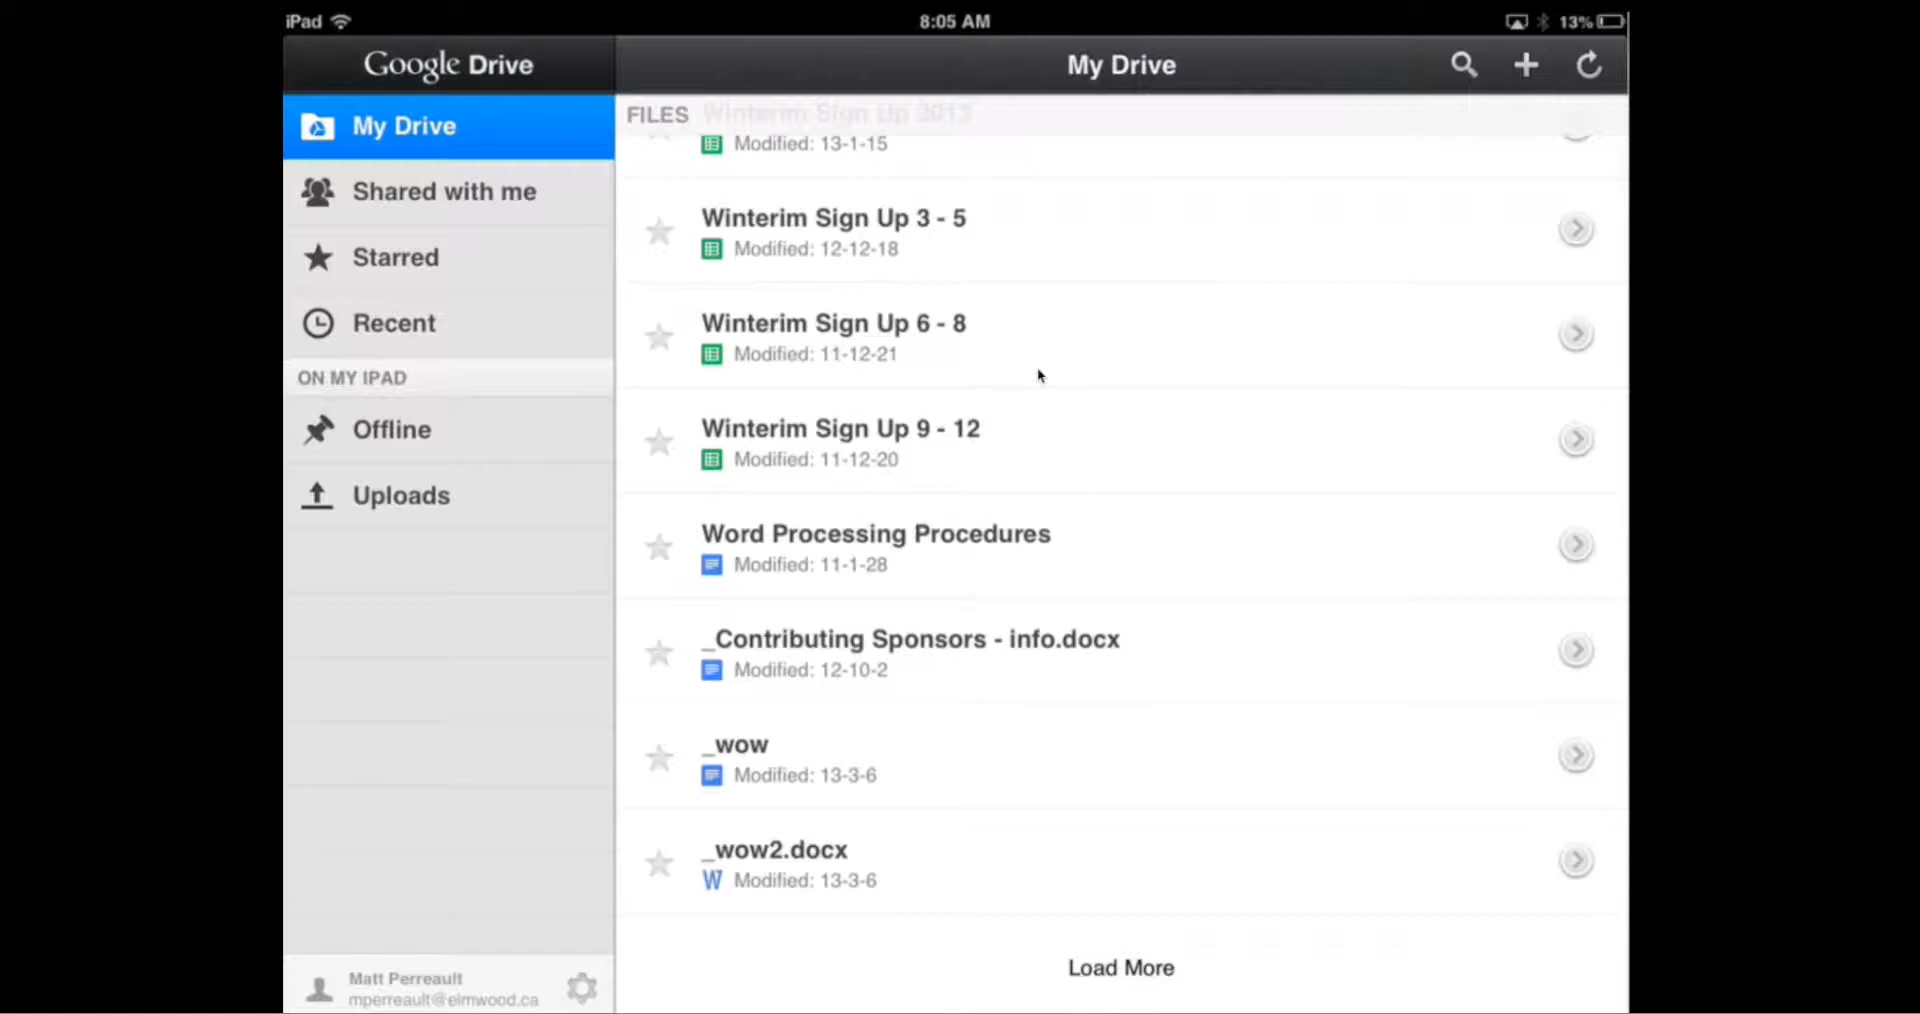 iPad
8:05 AM
13%
Google Drive
My Drive
My Drive
Shared with me
Starred
Recent
ON MY IPAD
Offline
Uploads
Matt Perreault
mperreault@elmwood.ca
FILES
Winterim Sign Up 2013
Modified: 13-1-15
Winterim Sign Up 3 - 5
Modified: 12-12-18
Winterim Sign Up 6 - 8
Modified: 11-12-21
Winterim Sign Up 9 - 12
Modified: 11-12-20
Word Processing Procedures
Modified: 11-1-28
_Contributing Sponsors - info.docx
Modified: 12-10-2
_wow
Modified: 13-3-6
_wow2.docx
W Modified: 13-3-6
Load More